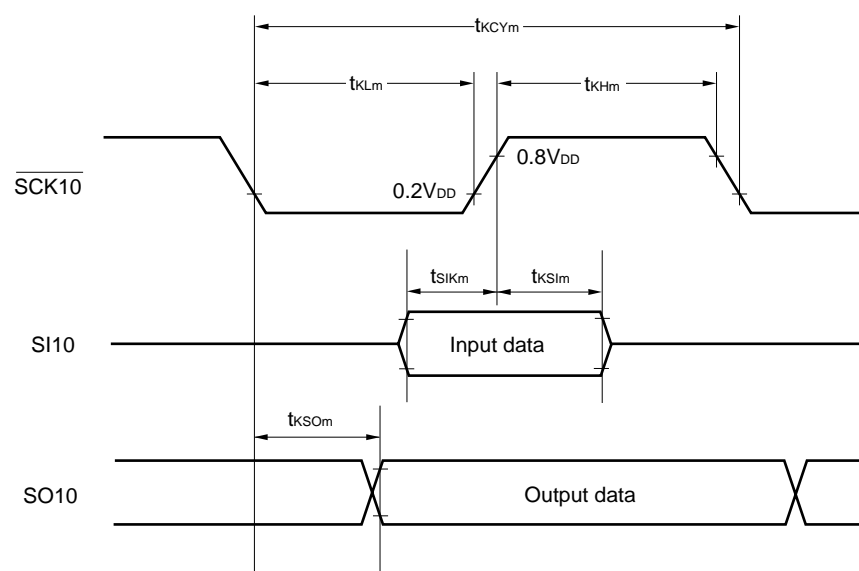 tKCYm
tKLm
tKHm
SCK10
0.8VDD
0.2VDD
tSIKm
tKSIm
SI10
Input data
tKSOm
SO10
Output data